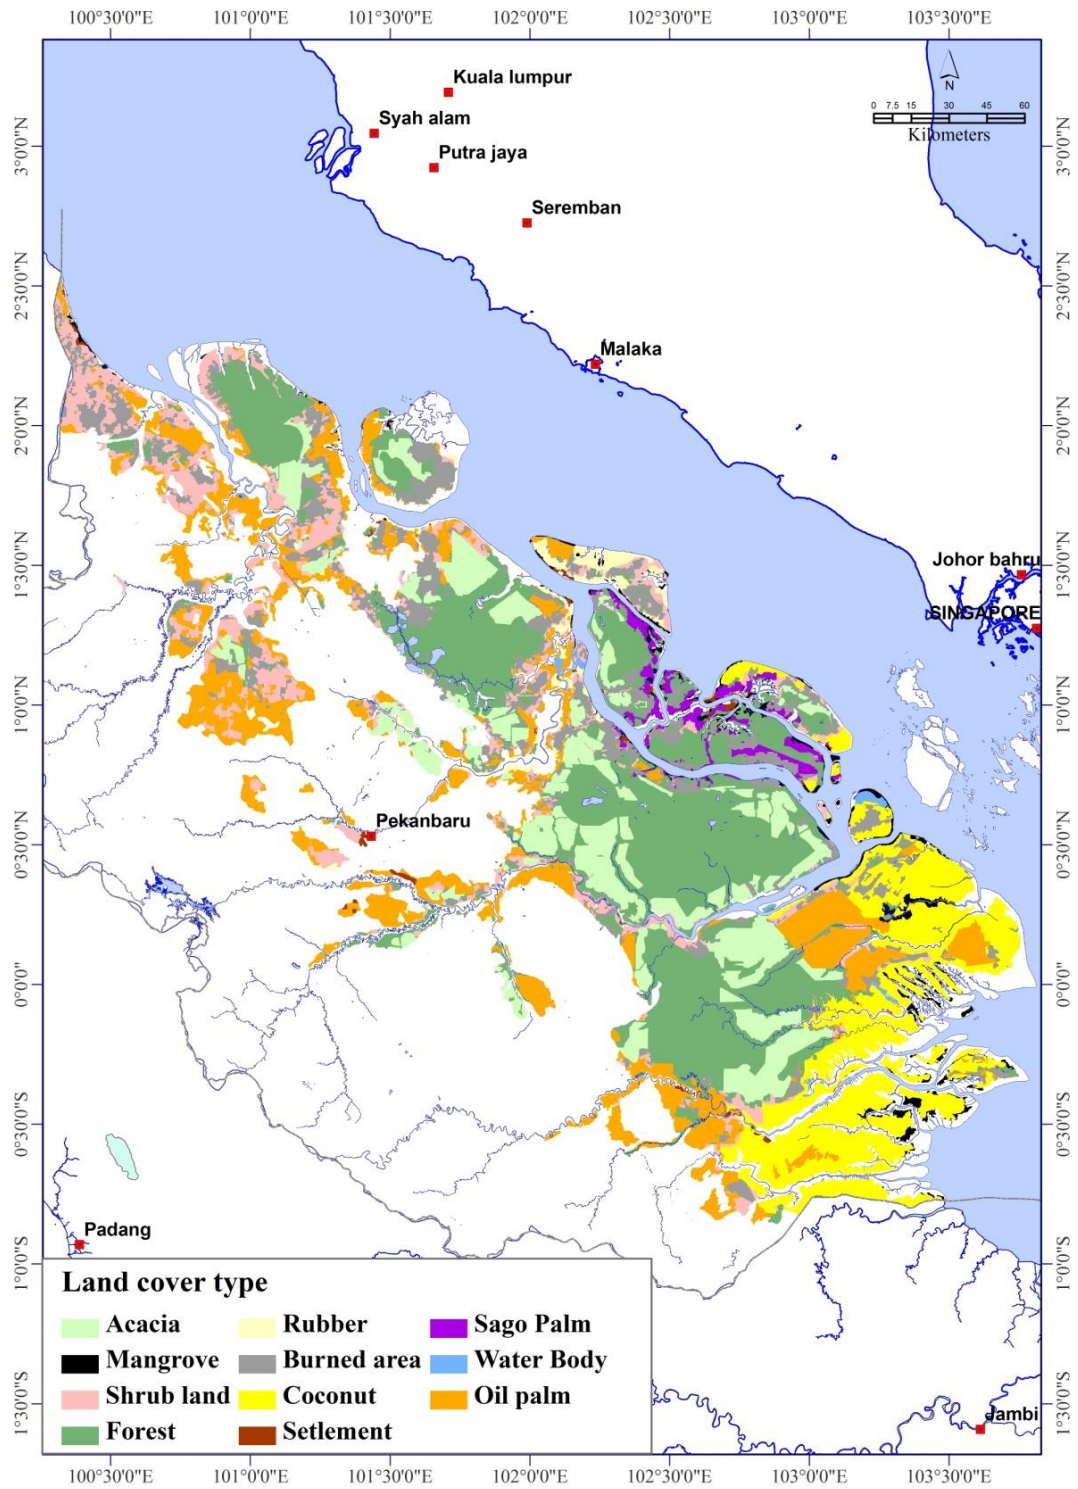 100°30'0"E 101°0'0"E 101°30'0"E 102°0'0"E 102°30'0"E 103°0'0"E 103°30'0"E
N
0 7.5 15 30 45 60
Kilometers
Kuala lumpur
Syah alam
Putra jaya
Seremban
Malaka
Johor bahru
SINGAPORE
Pekanbaru
Padang
Jambi
3°0'0"N 3°0'0"N
2°30'0"N 2°30'0"N
2°0'0"N 2°0'0"N
1°30'0"N 1°30'0"N
1°0'0"N 1°0'0"N
0°30'0"N 0°30'0"N
0°0'0" 0°0'0"
0°30'0"S 0°30'0"S
1°0'0"S 1°0'0"S
1°30'0"S 1°30'0"S
Land cover type
Acacia Rubber Sago Palm
Mangrove Burned area Water Body
Shrub land Coconut Oil palm
Forest Setlement
100°30'0"E 101°0'0"E 101°30'0"E 102°0'0"E 102°30'0"E 103°0'0"E 103°30'0"E